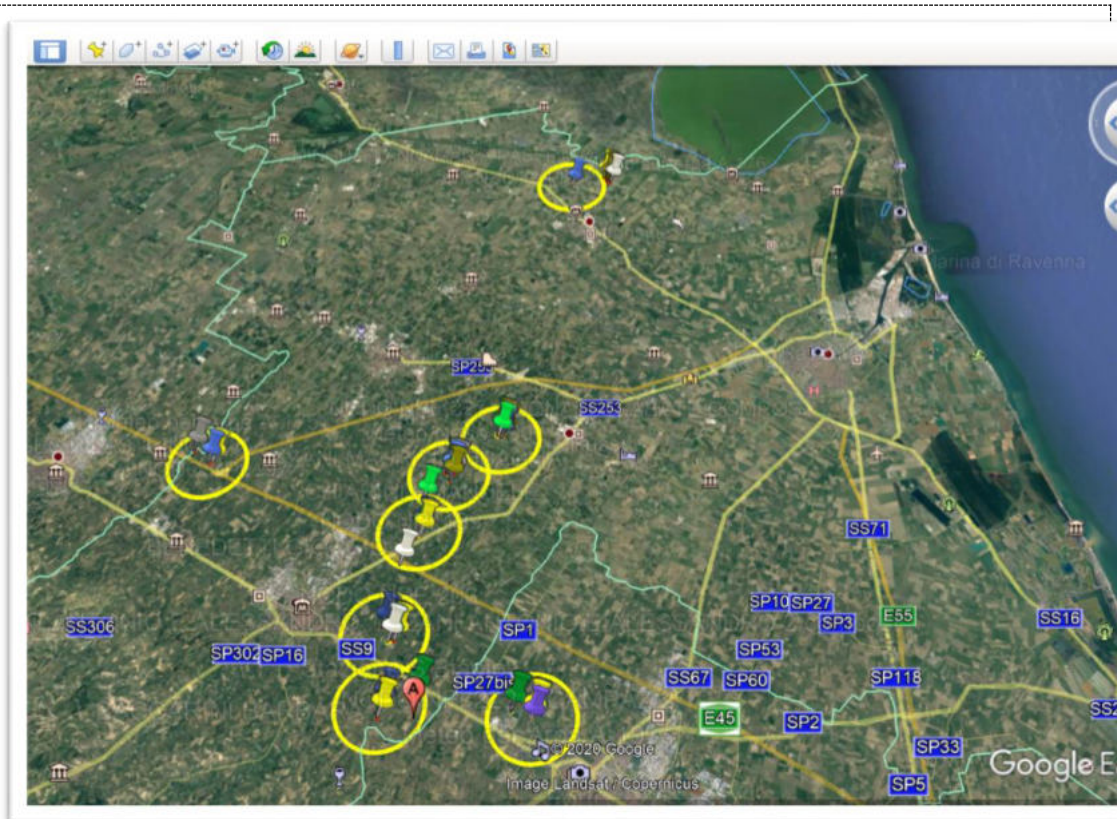 Marina di Ravenna
SP253
SS253
SS71
SP10
SP27
SP3
E55
SS16
SS306
SP1
SP302
SP16
SS9
SP53
SP27bis
SS67
SP60
SP118
E45
SP2
SP33
SP5
A
© 2020 Google
Image Landsat / Copernicus
Google E